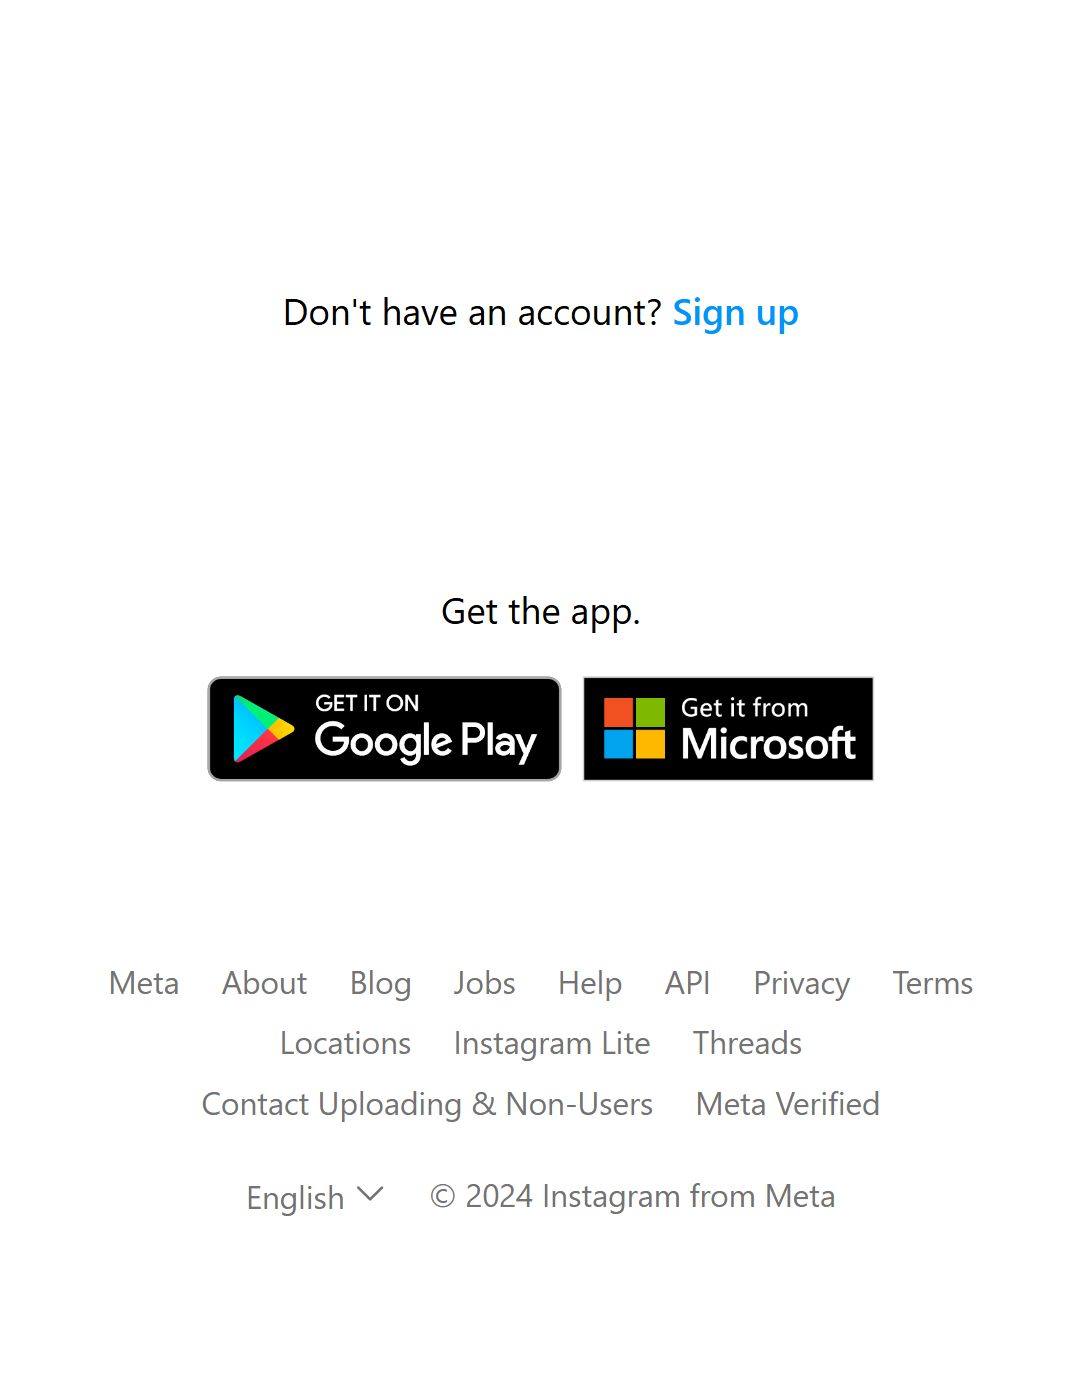 Don't have an account? Sign up
Get the app.
GET IT ON
Google Play
Get it from
Microsoft
Meta About Blog Jobs Help API Privacy Terms
Locations Instagram Lite Threads
Contact Uploading & Non-Users Meta Verified
English © 2024 Instagram from Meta